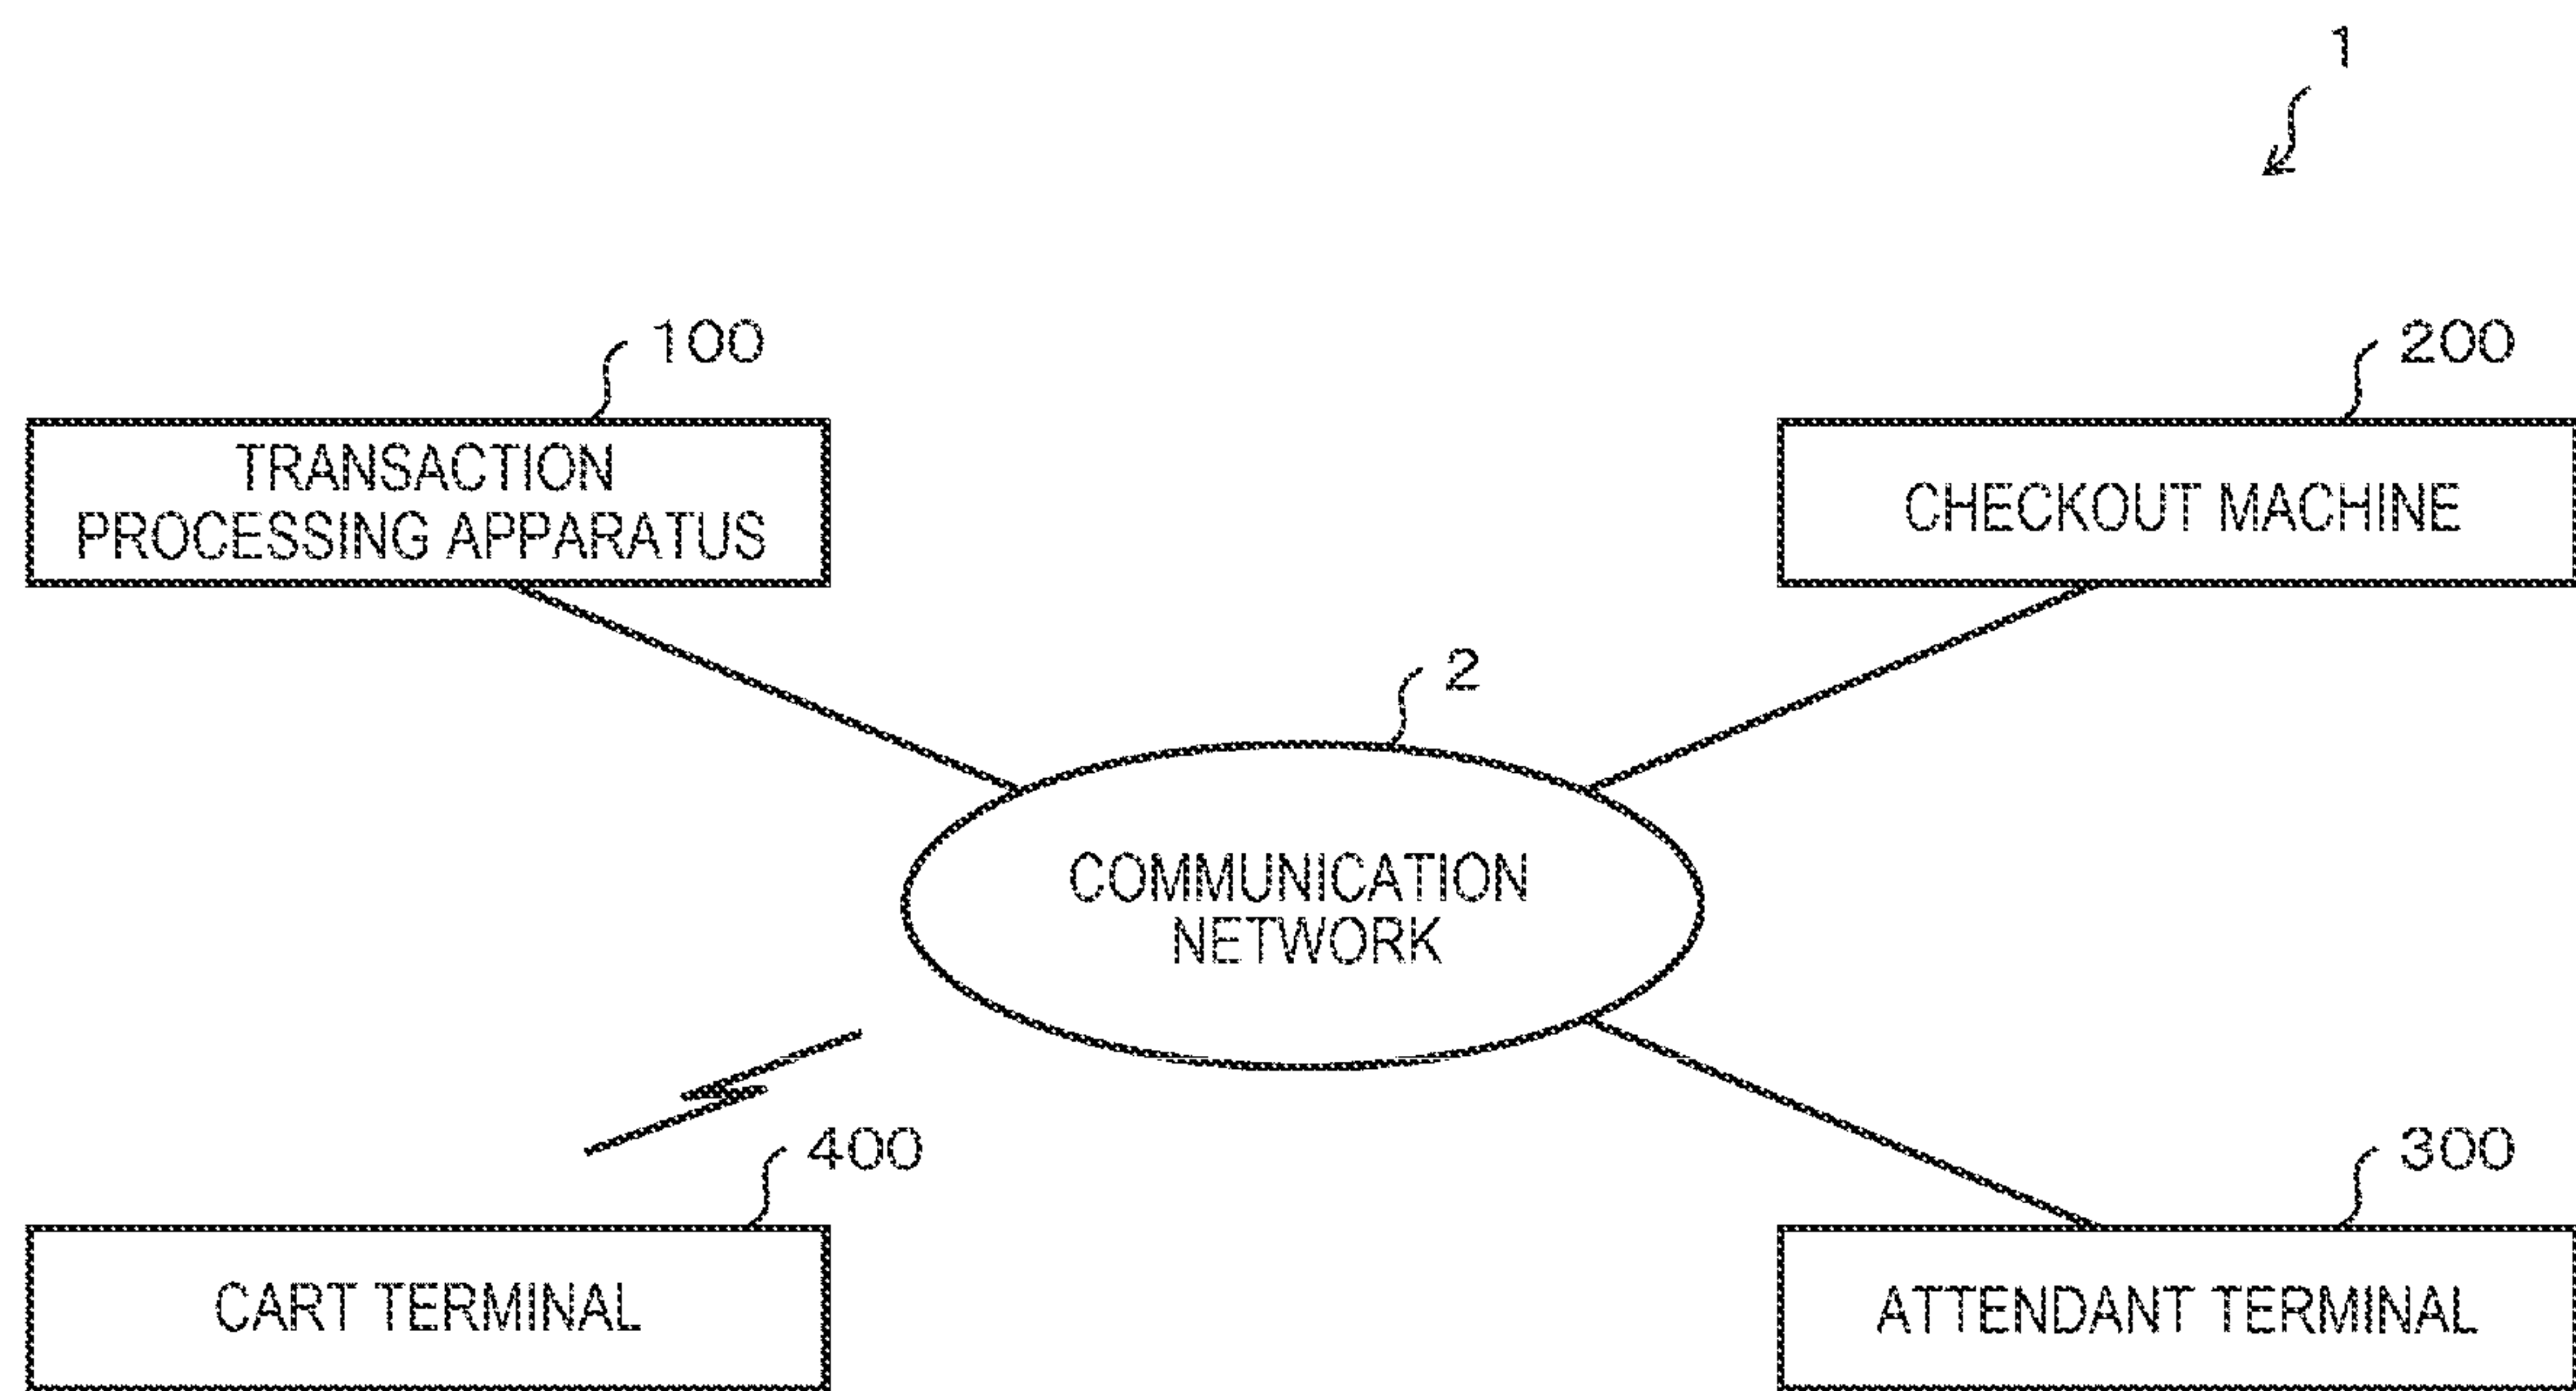 1
100
200
TRANSACTION
PROCESSING APPARATUS
CHECKOUT MACHINE
2
COMMUNICATION
NETWORK
400
300
CART TERMINAL
ATTENDANT TERMINAL